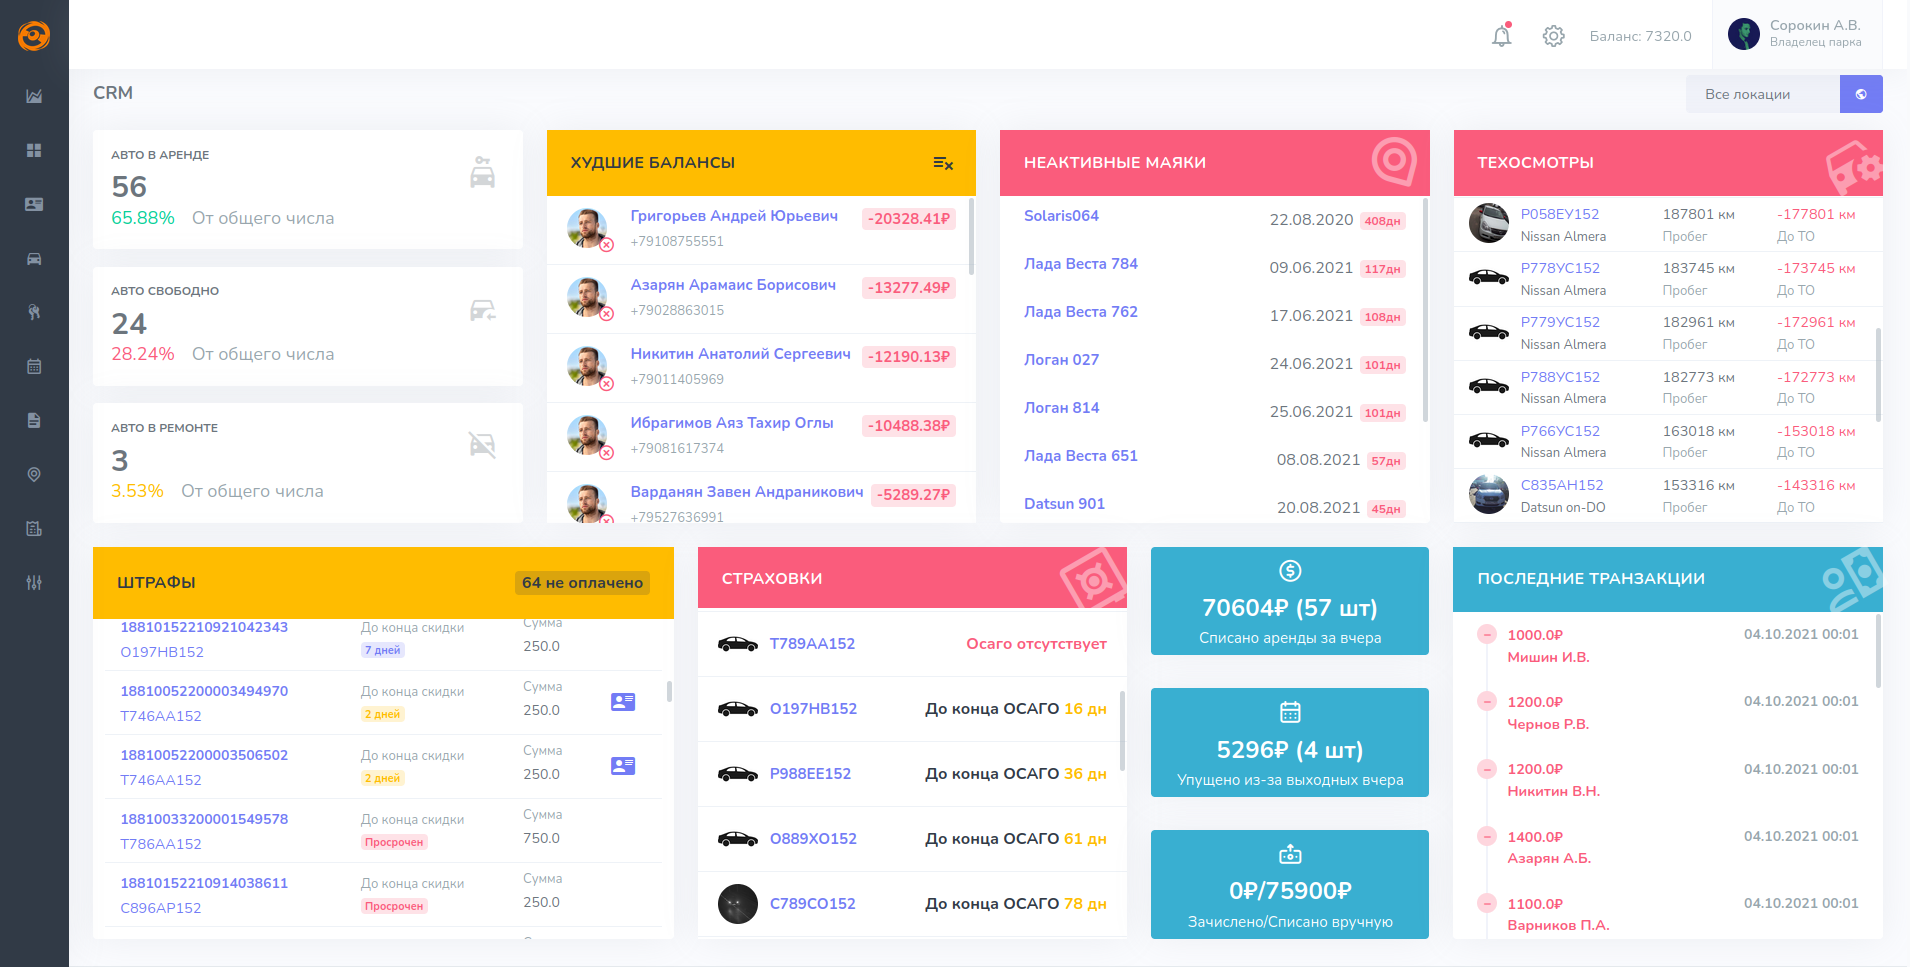 Баланс: 7320.0
Сорокин А.В.
Владелец парка
CRM
Все локации
АВТО В АРЕНДЕ
56
65.88% От общего числа
АВТО СВОБОДНО
24
28.24% От общего числа
АВТО В РЕМОНТЕ
3
3.53% От общего числа
ХУДШИЕ БАЛАНСЫ
Григорьев Андрей Юрьевич -20328.41₽
+79108755551
Азарян Арамаис Борисович -13277.49₽
+79028863015
Никитин Анатолий Сергеевич -12190.13₽
+79011405969
Ибрагимов Аяз Тахир Оглы -10488.38₽
+79081617374
Варданян Завен Андраникович -5289.27₽
+79527636991
НЕАКТИВНЫЕ МАЯКИ
Solaris064 22.08.2020 408дн
Лада Веста 784 09.06.2021 117дн
Лада Веста 762 17.06.2021 108дн
Логан 027 24.06.2021 101дн
Логан 814 25.06.2021 101дн
Лада Веста 651 08.08.2021 57дн
Datsun 901 20.08.2021 45дн
ТЕХОСМОТРЫ
Р058ЕУ152 187801 км -177801 км
Nissan Almera Пробег До ТО
Р778УС152 183745 км -173745 км
Nissan Almera Пробег До ТО
Р779УС152 182961 км -172961 км
Nissan Almera Пробег До ТО
Р788УС152 182773 км -172773 км
Nissan Almera Пробег До ТО
Р766УС152 163018 км -153018 км
Nissan Almera Пробег До ТО
С835АН152 153316 км -143316 км
Datsun on-DO Пробег До ТО
ШТРАФЫ 64 не оплачено
18810152210921042343 До конца скидки Сумма
О197НВ152 7 дней 250.0
18810052200003494970 До конца скидки Сумма
Т746АА152 2 дней 250.0
18810052200003506502 До конца скидки Сумма
Т746АА152 2 дней 250.0
18810033200001549578 До конца скидки Сумма
Т786АА152 Просрочен 750.0
18810152210914038611 До конца скидки Сумма
С896АР152 Просрочен 250.0
СТРАХОВКИ
Т789АА152 Осаго отсутствует
О197НВ152 До конца ОСАГО 16 дн
Р988ЕЕ152 До конца ОСАГО 36 дн
О889ХО152 До конца ОСАГО 61 дн
С789СО152 До конца ОСАГО 78 дн
70604₽ (57 шт)
Списано аренды за вчера
5296₽ (4 шт)
Упущено из-за выходных вчера
0₽/75900₽
Зачислено/Списано вручную
ПОСЛЕДНИЕ ТРАНЗАКЦИИ
1000.0₽ 04.10.2021 00:01
Мишин И.В.
1200.0₽ 04.10.2021 00:01
Чернов Р.В.
1200.0₽ 04.10.2021 00:01
Никитин В.Н.
1400.0₽ 04.10.2021 00:01
Азарян А.Б.
1100.0₽ 04.10.2021 00:01
Варников П.А.